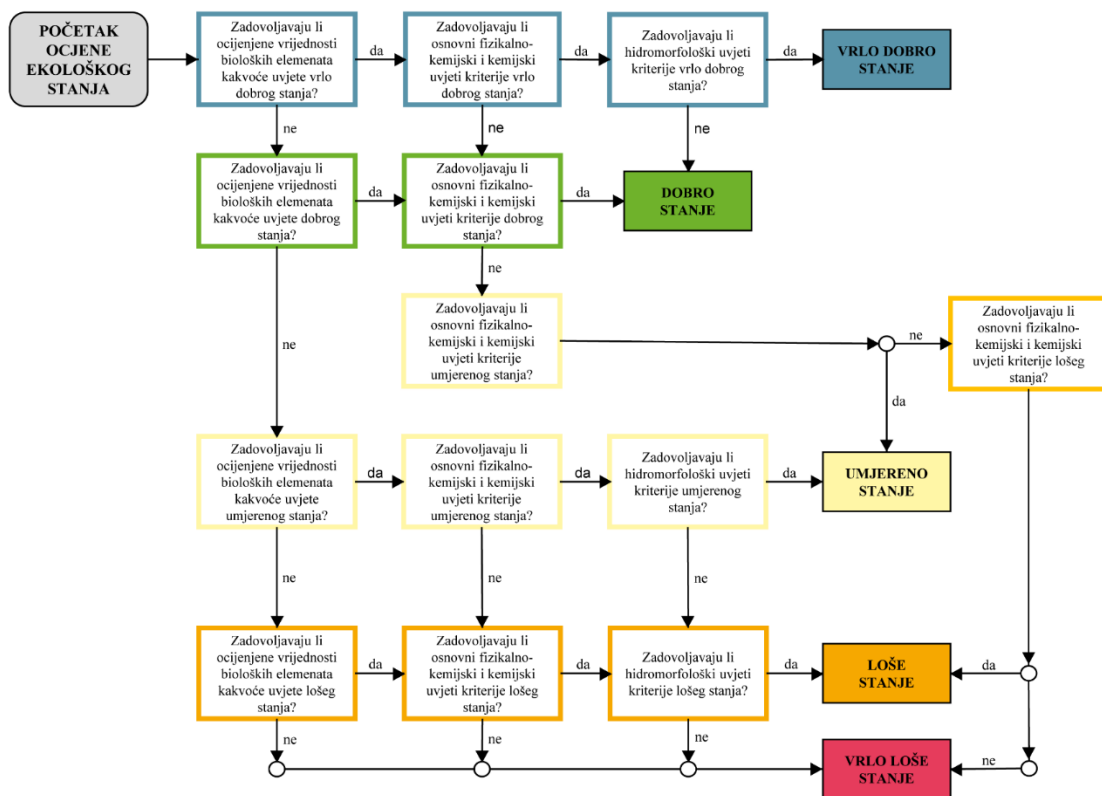 POČETAK
OCJENE
EKOLOŠKOG
STANJA
Zadovoljavaju li
ocijenjene vrijednosti
bioloških elemenata
kakvoće uvjete vrlo
dobrog stanja?
da
Zadovoljavaju li
osnovni fizikalno-
kemijski i kemijski
uvjeti kriterije vrlo
dobrog stanja?
da
Zadovoljavaju li
hidromorfološki uvjeti
kriterije vrlo dobrog
stanja?
da
VRLO DOBRO
STANJE
ne
ne
ne
Zadovoljavaju li
ocijenjene vrijednosti
bioloških elemenata
kakvoće uvjete dobrog
stanja?
da
Zadovoljavaju li
osnovni fizikalno-
kemijski i kemijski
uvjeti kriterije dobrog
stanja?
da
DOBRO
STANJE
ne
ne
Zadovoljavaju li
osnovni fizikalno-
kemijski i kemijski
uvjeti kriterije
umjerenog stanja?
ne
Zadovoljavaju li
osnovni fizikalno-
kemijski i kemijski
uvjeti kriterije lošeg
stanja?
da
Zadovoljavaju li
ocijenjene vrijednosti
bioloških elemenata
kakvoće uvjete
umjerenog stanja?
da
Zadovoljavaju li
osnovni fizikalno-
kemijski i kemijski
uvjeti kriterije
umjerenog stanja?
da
Zadovoljavaju li
hidromorfološki uvjeti
kriterije umjerenog
stanja?
da
UMJERENO
STANJE
ne
ne
ne
Zadovoljavaju li
ocijenjene vrijednosti
bioloških elemenata
kakvoće uvjete lošeg
stanja?
da
Zadovoljavaju li
osnovni fizikalno-
kemijski i kemijski
uvjeti kriterije lošeg
stanja?
da
Zadovoljavaju li
hidromorfološki uvjeti
kriterije lošeg stanja?
da
LOŠE
STANJE
da
ne
ne
ne
VRLO LOŠE
STANJE
ne